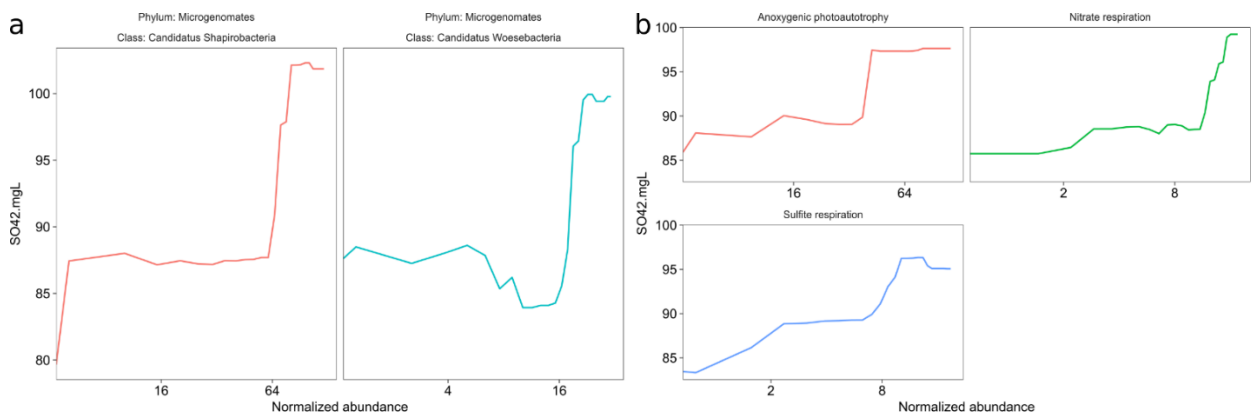 a
Phylum: Microgenomates
Class: Candidatus Shapirobacteria
Phylum: Microgenomates
Class: Candidatus Woesebacteria
SO42.mgL
100
95
90
85
80
16
64
4
16
Normalized abundance
b
Anoxygenic photoautotrophy
Nitrate respiration
SO42.mgL
100
95
90
85
16
64
2
8
Sulfite respiration
100
95
90
85
2
8
Normalized abundance